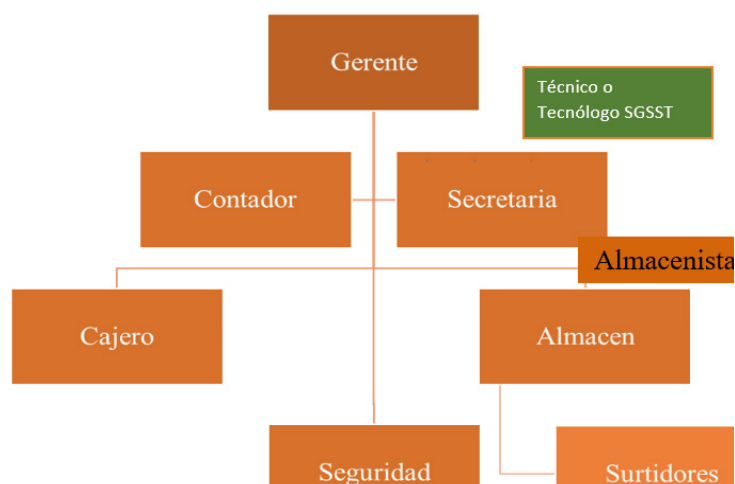 Gerente
Técnico o
Tecnólogo SGSST
Contador
Secretaria
Almacenista
Cajero
Almacen
Seguridad
Surtidores